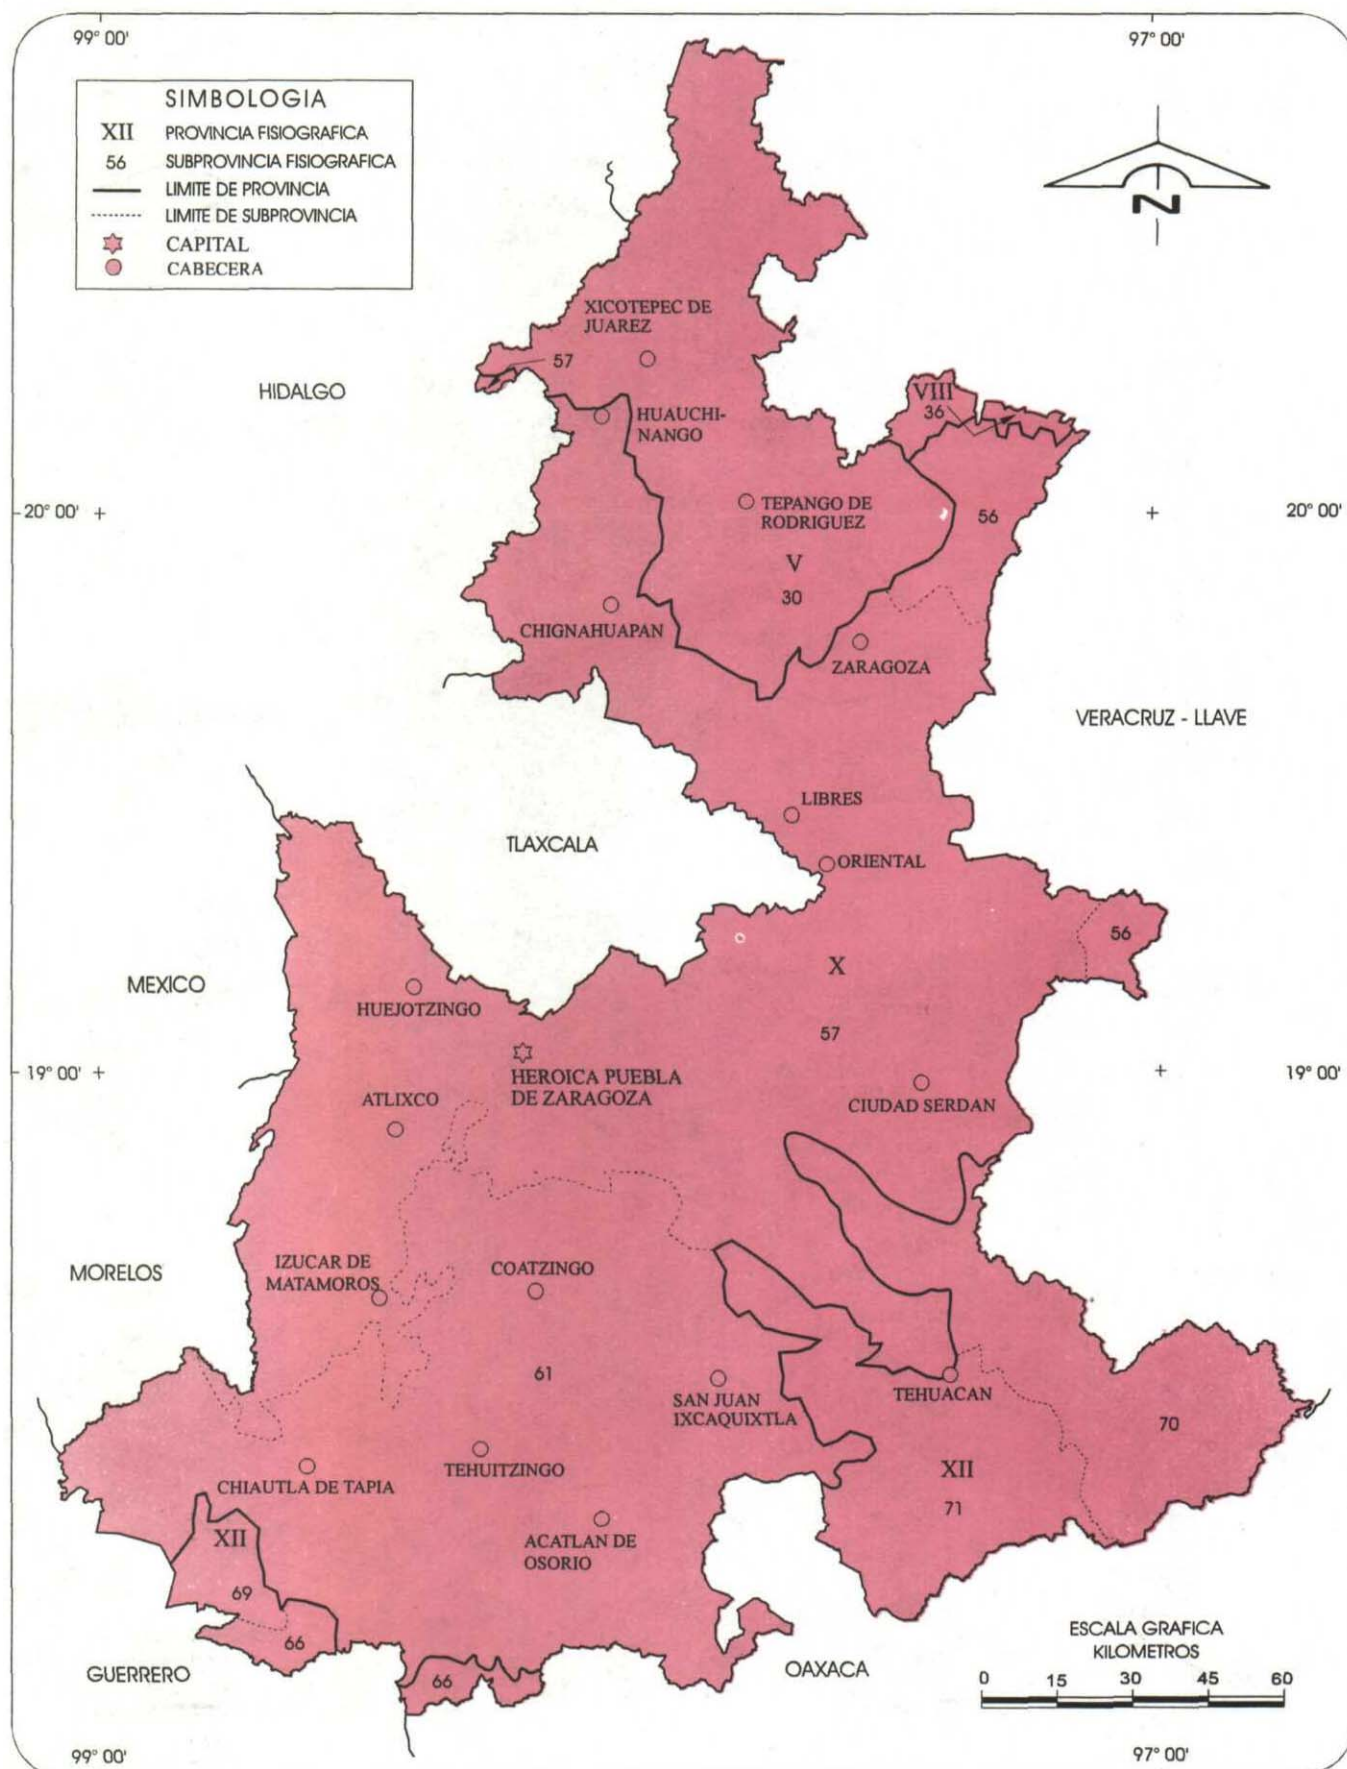 99° 00'
97° 00'
SIMBOLOGIA
XII PROVINCIA FISIOGRAFICA
56 SUBPROVINCIA FISIOGRAFICA
LIMITE DE PROVINCIA
LIMITE DE SUBPROVINCIA
CAPITAL
CABECERA
N
XICOTEPEC DE
JUAREZ
57
HIDALGO
VIII
36
HUAUCHI-
NANGO
20° 00'
TEPANGO DE
RODRIGUEZ
56
20° 00'
V
30
CHIGNAHUAPAN
ZARAGOZA
VERACRUZ - LLAVE
LIBRES
TLAXCALA
ORIENTAL
56
X
MEXICO
HUEJOTZINGO
57
19° 00'
HEROICA PUEBLA
DE ZARAGOZA
19° 00'
ATLIXCO
CIUDAD SERDAN
MORELOS
IZUCAR DE
MATAMOROS
COATZINGO
61
SAN JUAN
IXCAQUIXTLA
TEHUACAN
70
CHIAUTLA DE TAPIA
TEHUITZINGO
XII
71
XII
ACATLAN DE
OSORIO
69
66
GUERRERO
66
OAXACA
ESCALA GRAFICA
KILOMETROS
0 15 30 45 60
99° 00'
97° 00'